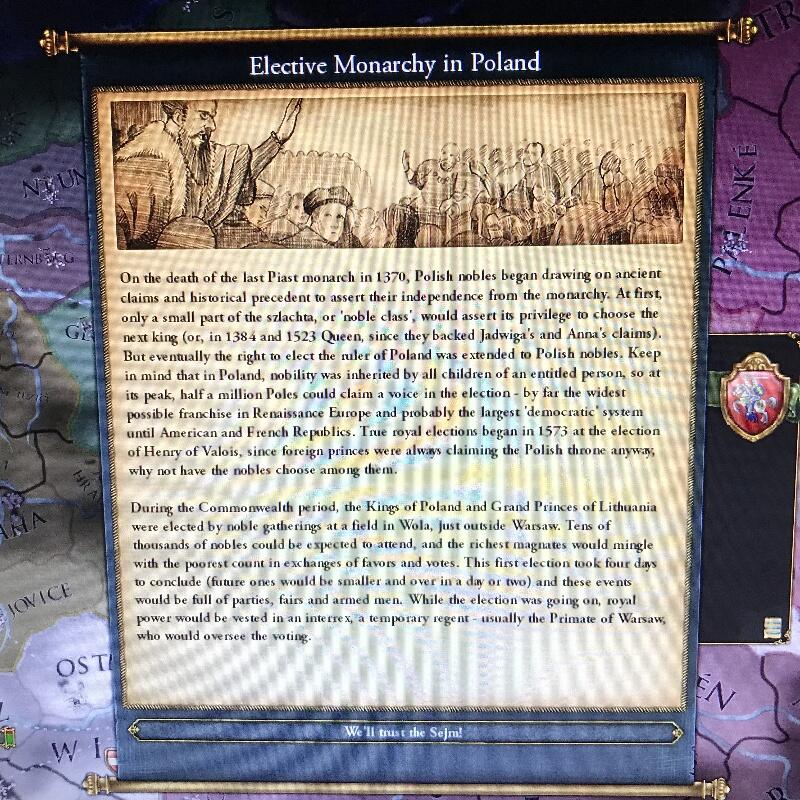 Elective Monarchy in Poland
On the death of the last Piast monarch in 1370, Polish nobles began drawing on ancient
claims and historical precedent to assert their independence from the monarchy. At first,
only a small part of the szlachta, or 'noble class', would assert its privilege to choose the
next king (or, in 1384 and 1523 Queen, since they backed Jadwiga's and Anna's claims).
But eventually the right to elect the ruler of Poland was extended to Polish nobles. Keep
in mind that in Poland, nobility was inherited by all children of an entitled person, so at
its peak, half a million Poles could claim a voice in the election - by far the widest
possible franchise in Renaissance Europe and probably the largest 'democratic' system
until American and French Republics. True royal elections began in 1573 at the election
of Henry of Valois, since foreign princes were always claiming the Polish throne anyway,
why not have the nobles choose among them.
During the Commonwealth period, the Kings of Poland and Grand Princes of Lithuania
were elected by noble gatherings at a field in Wola, just outside Warsaw. Tens of
thousands of nobles could be expected to attend, and the richest magnates would mingle
with the poorest count in exchanges of favors and votes. This first election took four days
to conclude (future ones would be smaller and over in a day or two) and these events
would be full of parties, fairs and armed men. While the election was going on, royal
power would be vested in an interrex, a temporary regent - usually the Primate of Warsaw,
who would oversee the voting.
We'll trust the Sejm!
TR
TERNBERG
JOVICE
OST
WI
ÉN